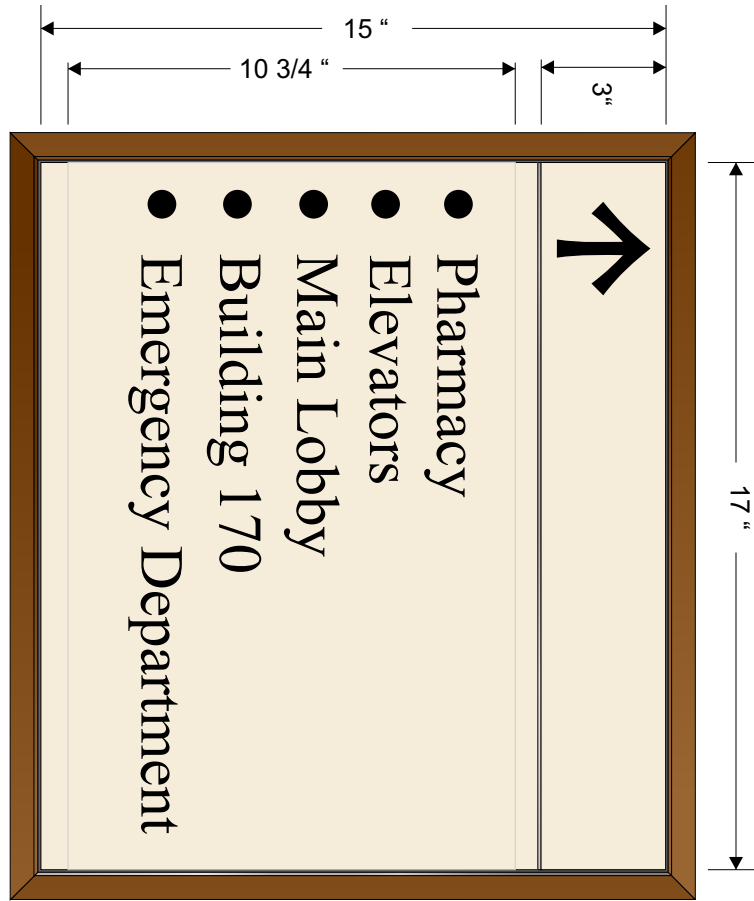 15 “
10 3/4 “
3“
17 “
Pharmacy
Elevators
Main Lobby
Building 170
Emergency Department